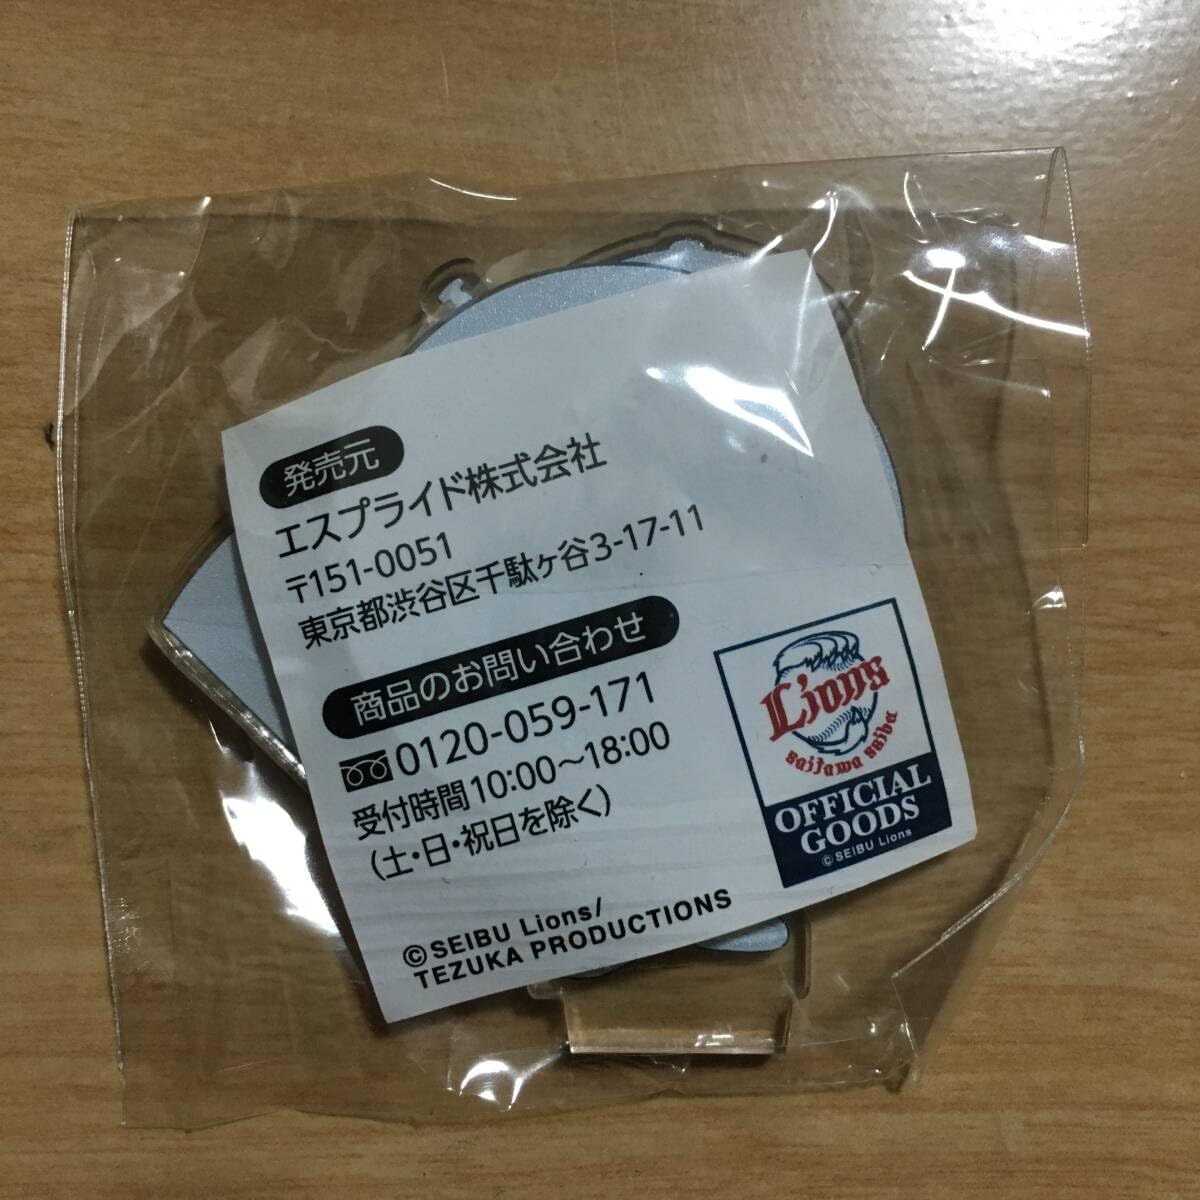 発売元
エスプライド株式会社
〒151-0051
東京都渋谷区千駄ヶ谷3-17-11
商品のお問い合わせ
0120-059-171
受付時間10:00〜18:00
(土・日・祝日を除く)
©SEIBU Lions/
TEZUKA PRODUCTIONS
Lions
saitama seibu
OFFICIAL
GOODS
©SEIBU Lions